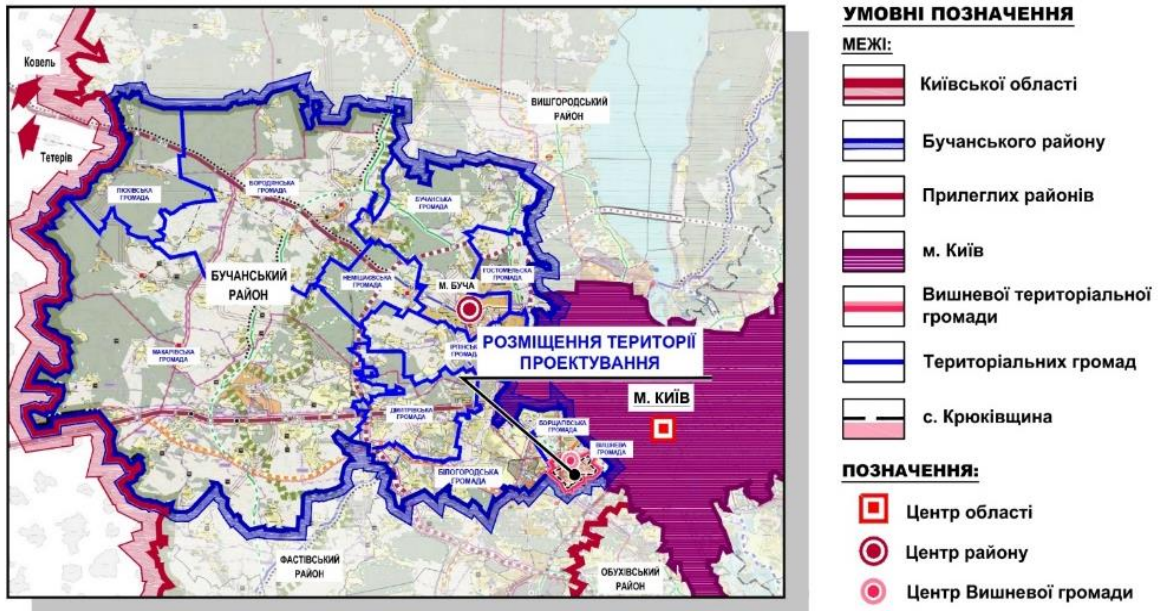 Ковель
Тетерів
ВИШГОРОДСЬКИЙ
РАЙОН
ПІСКІВСЬКА
ГРОМАДА
БОРОДЯНСЬКА
ГРОМАДА
БУЧАНСЬКА
ГРОМАДА
БУЧАНСЬКИЙ
РАЙОН
НЕМІШАЄВСЬКА
ГРОМАДА
ГОСТОМЕЛЬСЬКА
ГРОМАДА
М. БУЧА
МАКАРІВСЬКА
ГРОМАДА
РОЗМІЩЕННЯ ТЕРИТОРІЇ
ПРОЕКТУВАННЯ
М. КИЇВ
ДМИТРІВСЬКА
ГРОМАДА
БОРЩАГІВСЬКА
ГРОМАДА
ВИШНЕВА
ГРОМАДА
БІЛОГОРОДСЬКА
ГРОМАДА
ФАСТІВСЬКИЙ
РАЙОН
ОБУХІВСЬКИЙ
РАЙОН
УМОВНІ ПОЗНАЧЕННЯ
МЕЖІ:
Київської області
Бучанського району
Прилеглих районів
м. Київ
Вишневої територіальної
громади
Територіальних громад
с. Крюківщина
ПОЗНАЧЕННЯ:
Центр області
Центр району
Центр Вишневої громади